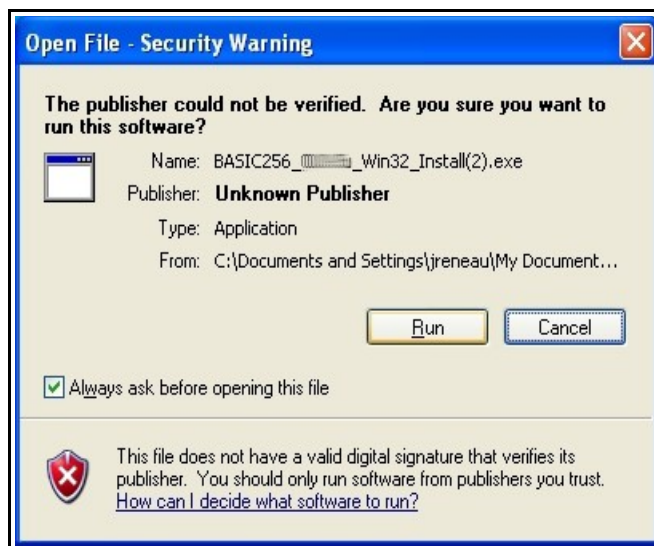 Open File - Security Warning
The publisher could not be verified.  Are you sure you want to
run this software?
Name: BASIC256_ _Win32_Install(2).exe
Publisher: Unknown Publisher
Type: Application
From: C:\Documents and Settings\jreneau\My Document...
Run Cancel
Always ask before opening this file
This file does not have a valid digital signature that verifies its
publisher.  You should only run software from publishers you trust.
How can I decide what software to run?